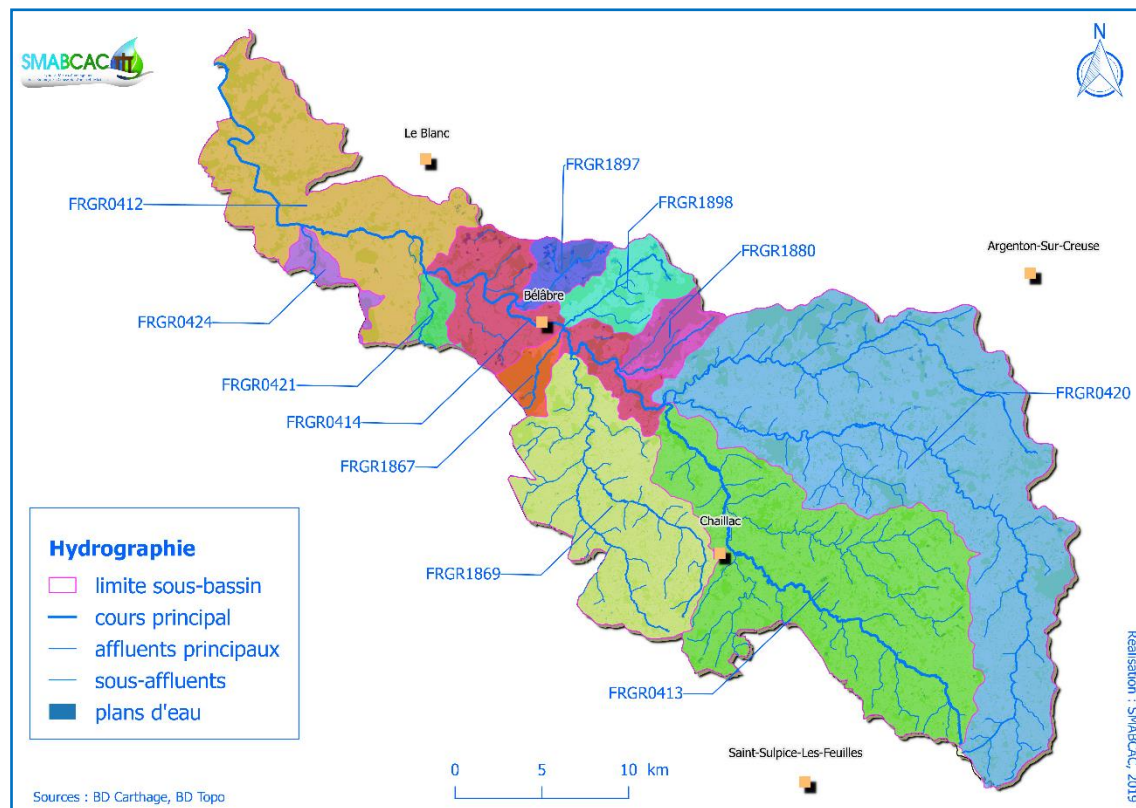 SMABCAC
N
Le Blanc
FRGR1897
FRGR1898
FRGR0412
FRGR1880
Argenton-Sur-Creuse
Bélâbre
FRGR0424
FRGR0421
FRGR0420
FRGR0414
FRGR1867
Chaillac
FRGR1869
FRGR0413
Hydrographie
limite sous-bassin
cours principal
affluents principaux
sous-affluents
plans d'eau
Saint-Sulpice-Les-Feuilles
0 5 10 km
Sources : BD Carthage, BD Topo
Réalisation : SMABCAC, 2019